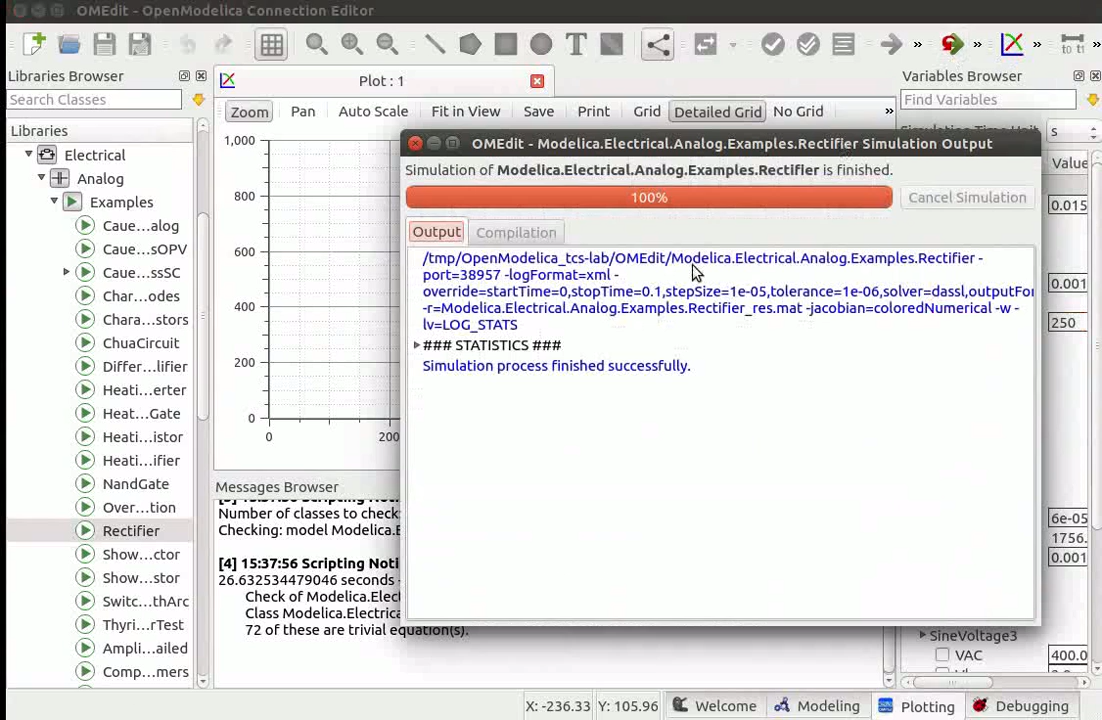 OMEdit - OpenModelica Connection Editor
T
»
»
to t1
»
Libraries Browser
Search Classes
Libraries
Electrical
Analog
Examples
Caue...alog
Caue...sOPV
Cau...ssSC
Char...odes
Chara...stors
ChuaCircuit
Differ...lifier
Heati...erter
Heat...Gate
Heati...istor
Heati...ifier
NandGate
Over...tion
Rectifier
Show...ctor
Show...stor
Switc...thArc
Thyri...rTest
Ampli...ailed
Comp...mers
Plot : 1
Zoom
Pan
Auto Scale
Fit in View
Save
Print
Grid
Detailed Grid
No Grid
»
1,000
800
600
400
200
0
0
200
Variables Browser
Find Variables
s
Value
0.015
0.001
250
6e-05
1756.
0.001
SineVoltage3
VAC
400.0
OMEdit - Modelica.Electrical.Analog.Examples.Rectifier Simulation Output
Simulation of Modelica.Electrical.Analog.Examples.Rectifier is finished.
100%
Cancel Simulation
Output
Compilation
/tmp/OpenModelica_tcs-lab/OMEdit/Modelica.Electrical.Analog.Examples.Rectifier -
port=38957 -logFormat=xml -
override=startTime=0,stopTime=0.1,stepSize=1e-05,tolerance=1e-06,solver=dassl,outputFor
-r=Modelica.Electrical.Analog.Examples.Rectifier_res.mat -jacobian=coloredNumerical -w -
lv=LOG_STATS
### STATISTICS ###
Simulation process finished successfully.
Messages Browser
Number of classes to check
Checking: model Modelica.E
[4] 15:37:56 Scripting Noti
26.632534479046 seconds -
Check of Modelica.Elect
Class Modelica.Electrica
72 of these are trivial equation(s).
X: -236.33
Y: 105.96
Welcome
Modeling
Plotting
Debugging